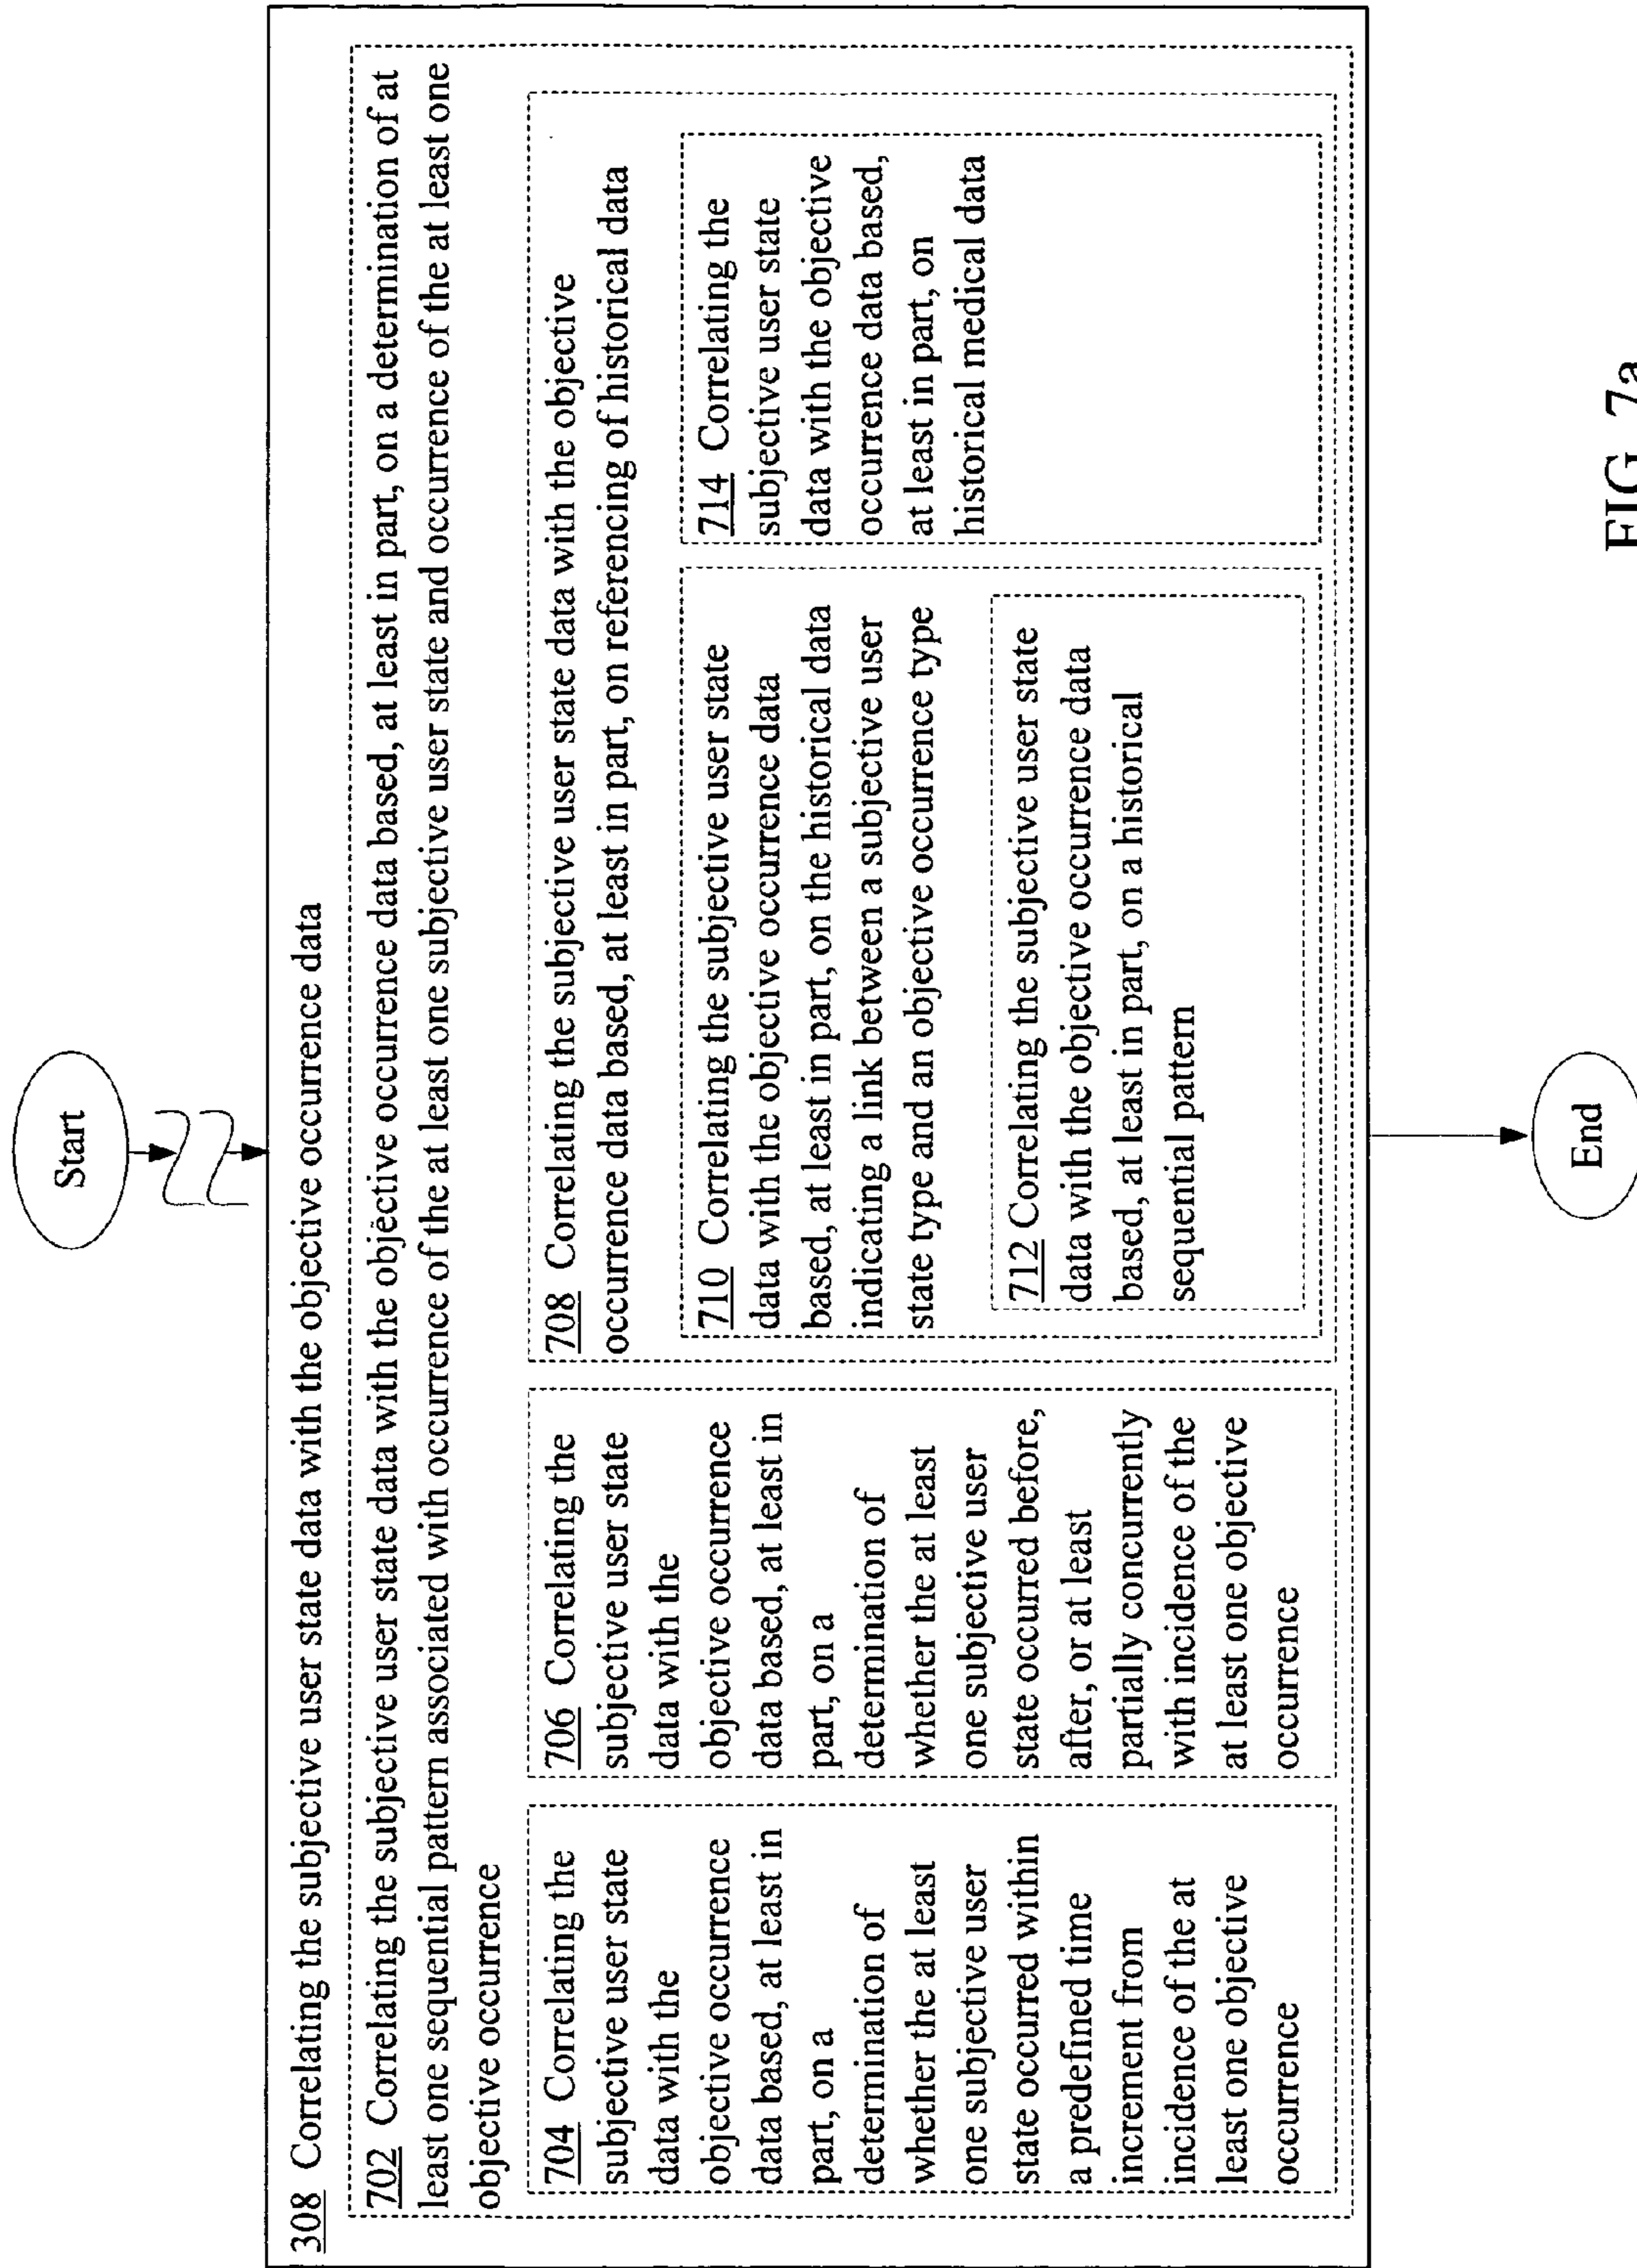 Start
308 Correlating the subjective user state data with the objective occurrence data
702 Correlating the subjective user state data with the objective occurrence data based, at least in part, on a determination of at
least one sequential pattern associated with occurrence of the at least one subjective user state and occurrence of the at least one
objective occurrence
704 Correlating the
subjective user state
data with the
objective occurrence
data based, at least in
part, on a
determination of
whether the at least
one subjective user
state occurred within
a predefined time
increment from
incidence of the at
least one objective
occurrence
706 Correlating the
subjective user state
data with the
objective occurrence
data based, at least in
part, on a
determination of
whether the at least
one subjective user
state occurred before,
after, or at least
partially concurrently
with incidence of the
at least one objective
occurrence
708 Correlating the subjective user state data with the objective
occurrence data based, at least in part, on referencing of historical data
710 Correlating the subjective user state
data with the objective occurrence data
based, at least in part, on the historical data
indicating a link between a subjective user
state type and an objective occurrence type
712 Correlating the subjective user state
data with the objective occurrence data
based, at least in part, on a historical
sequential pattern
714 Correlating the
subjective user state
data with the objective
occurrence data based,
at least in part, on
historical medical data
End
FIG. 7a